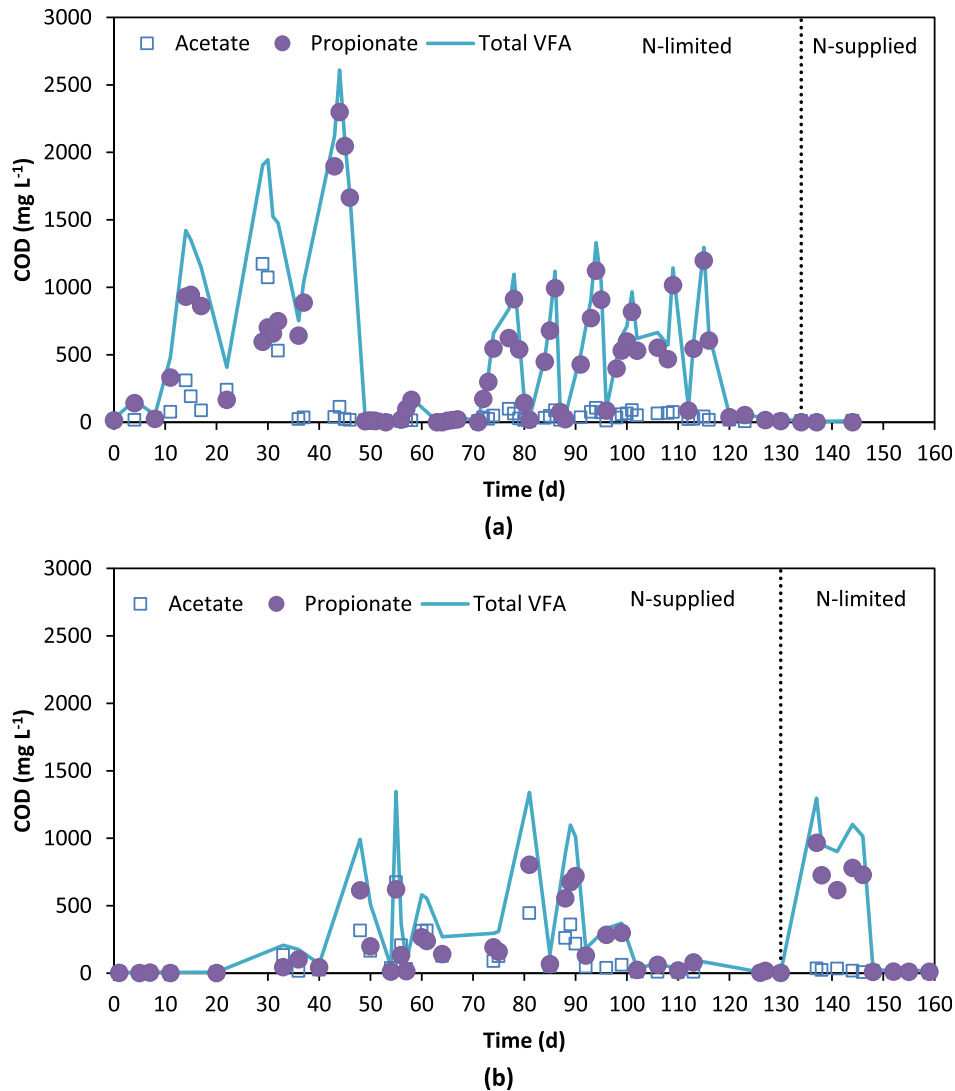 3000
2500
2000
1500
1000
500
0
COD (mg L⁻¹)
Acetate Propionate Total VFA N-limited N-supplied
0 10 20 30 40 50 60 70 80 90 100 110 120 130 140 150 160
Time (d)
(a)
3000
2500
2000
1500
1000
500
0
COD (mg L⁻¹)
Acetate Propionate Total VFA N-supplied N-limited
0 10 20 30 40 50 60 70 80 90 100 110 120 130 140 150 160
Time (d)
(b)